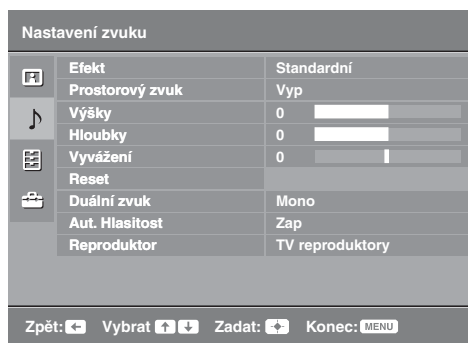 Nastavení zvuku
Efekt Standardní
Prostorový zvuk Vyp
Výšky 0
Hloubky 0
Vyvážení 0
Reset
Duální zvuk Mono
Aut. Hlasitost Zap
Reproduktor TV reproduktory
Zpět: Vybrat Zadat: Konec: MENU